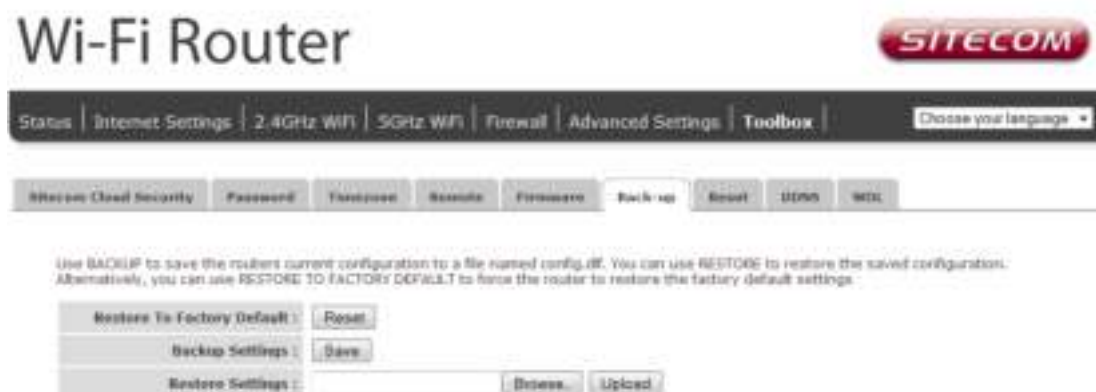 Wi-Fi Router
SITECOM
Status | Internet Settings | 2.4GHz WiFi | 5GHz WiFi | Firewall | Advanced Settings | Toolbox |
Choose your language
Sitecom Cloud Security Password Timezone Remote Firmware Back-up Reset DDNS WOL
Use BACKUP to save the routers current configuration to a file named config.dlf. You can use RESTORE to restore the saved configuration.
Alternatively, you can use RESTORE TO FACTORY DEFAULT to force the router to restore the factory default settings
Restore To Factory Default : Reset
Backup Settings : Save
Restore Settings : Browse... Upload